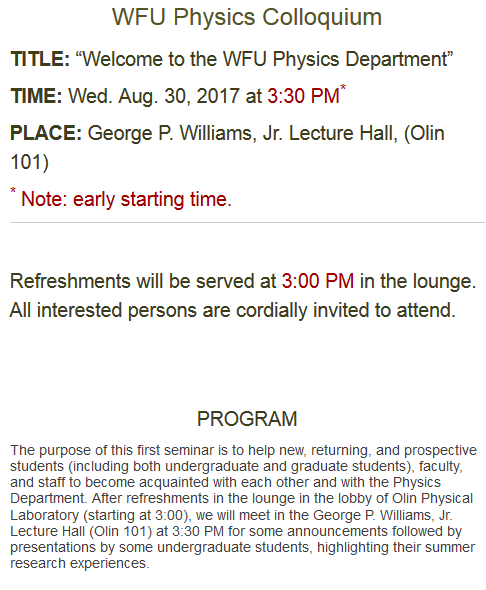 WFU Physics Colloquium
TITLE: “Welcome to the WFU Physics Department”
TIME: Wed. Aug. 30, 2017 at 3:30 PM*
PLACE: George P. Williams, Jr. Lecture Hall, (Olin
101)
* Note: early starting time.
Refreshments will be served at 3:00 PM in the lounge.
All interested persons are cordially invited to attend.
PROGRAM
The purpose of this first seminar is to help new, returning, and prospective
students (including both undergraduate and graduate students), faculty,
and staff to become acquainted with each other and with the Physics
Department. After refreshments in the lounge in the lobby of Olin Physical
Laboratory (starting at 3:00), we will meet in the George P. Williams, Jr.
Lecture Hall (Olin 101) at 3:30 PM for some announcements followed by
presentations by some undergraduate students, highlighting their summer
research experiences.